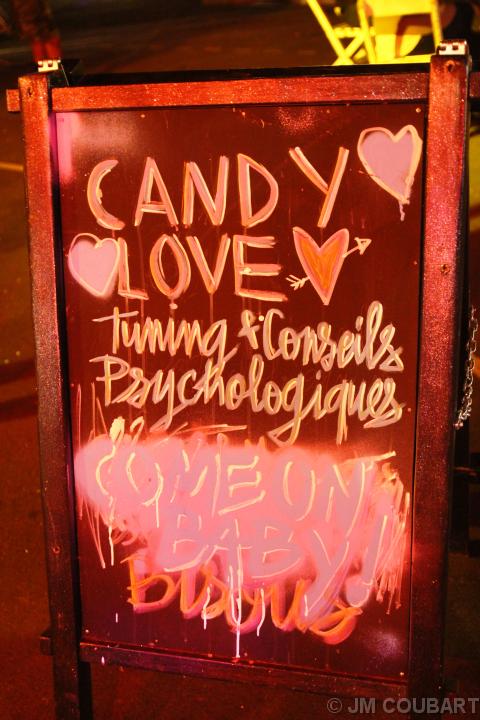 CANDY
LOVE
Tuning & Conseils
Psychologiques
COME ON
BABY!
bisous
© JM COUBART